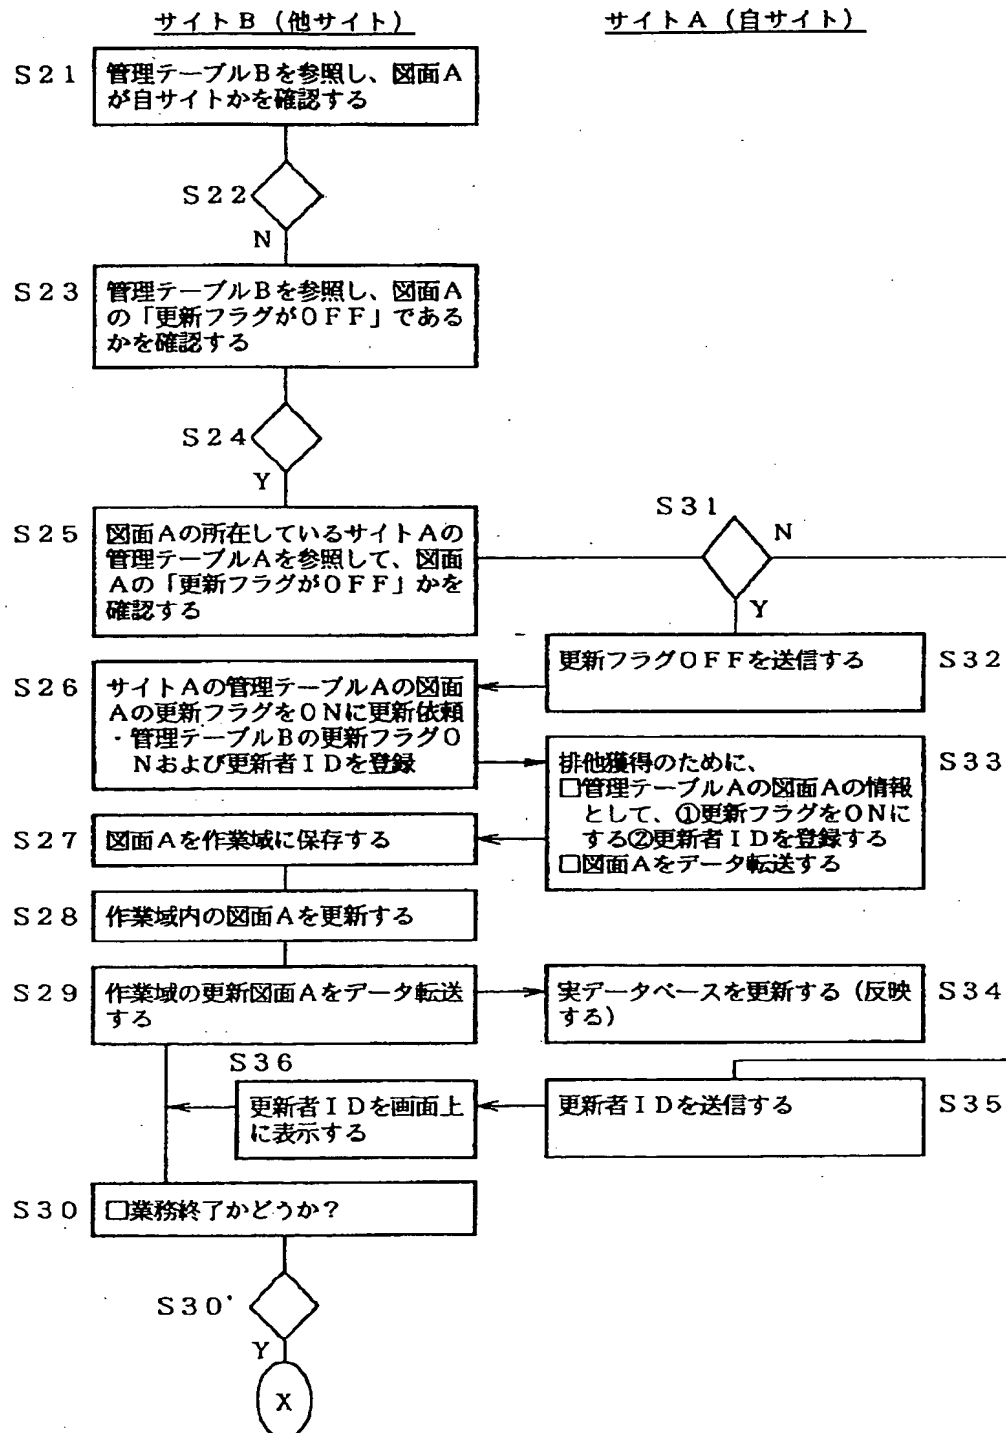 サイトB（他サイト）
サイトA（自サイト）
S21
管理テーブルBを参照し、図面A
が自サイトかを確認する
S22
N
S23
管理テーブルBを参照し、図面A
の「更新フラグがOFF」である
かを確認する
S24
Y
S25
図面Aの所在しているサイトAの
管理テーブルAを参照して、図面
Aの「更新フラグがOFF」かを
確認する
S31
N
Y
更新フラグOFFを送信する
S32
S26
サイトAの管理テーブルAの図面
Aの更新フラグをONに更新依頼
・管理テーブルBの更新フラグO
Nおよび更新者IDを登録
排他獲得のために、
□管理テーブルAの図面Aの情報
として、①更新フラグをONに
する②更新者IDを登録する
□図面Aをデータ転送する
S33
S27
図面Aを作業域に保存する
S28
作業域内の図面Aを更新する
S29
作業域の更新図面Aをデータ転送
する
実データベースを更新する（反映
する）
S34
S36
更新者IDを画面上
に表示する
更新者IDを送信する
S35
S30
□業務終了かどうか？
S30'
Y
X